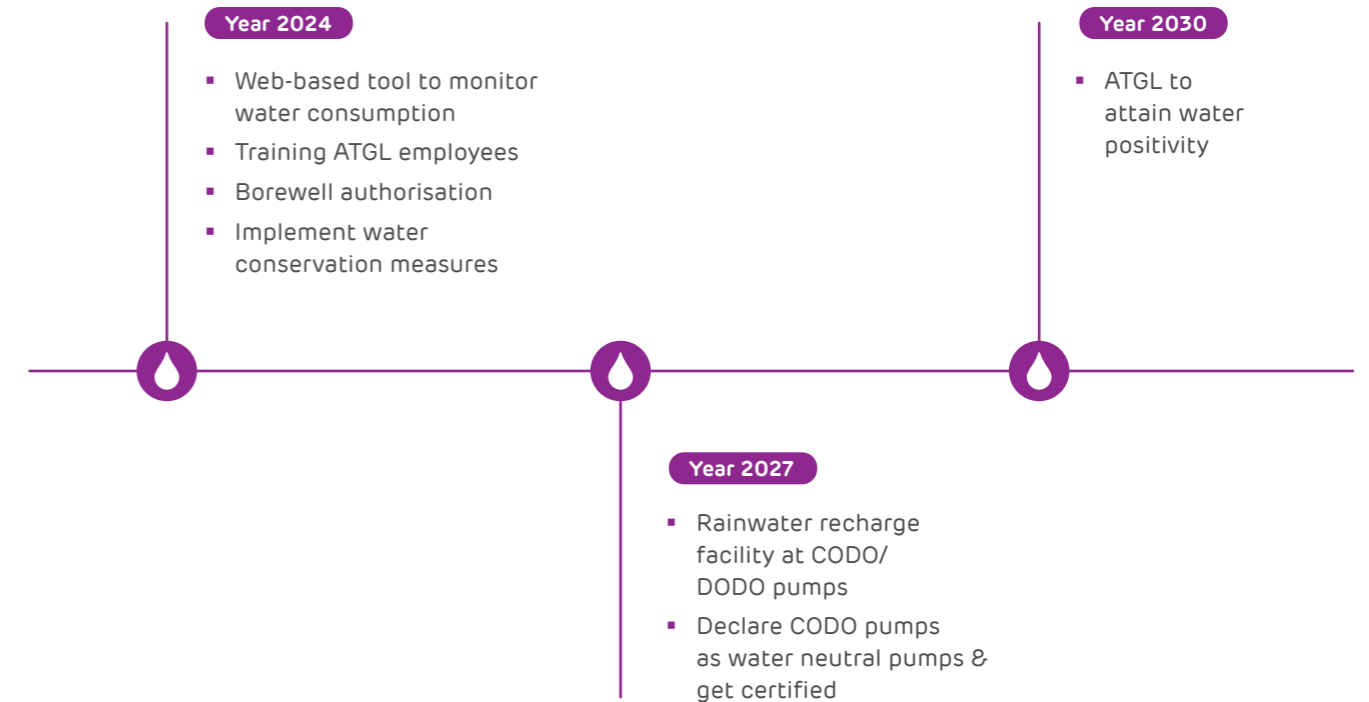 Year 2024
▪ Web-based tool to monitor
water consumption
▪ Training ATGL employees
▪ Borewell authorisation
▪ Implement water
conservation measures
Year 2027
▪ Rainwater recharge
facility at CODO/
DODO pumps
▪ Declare CODO pumps
as water neutral pumps &
get certified
Year 2030
▪ ATGL to
attain water
positivity